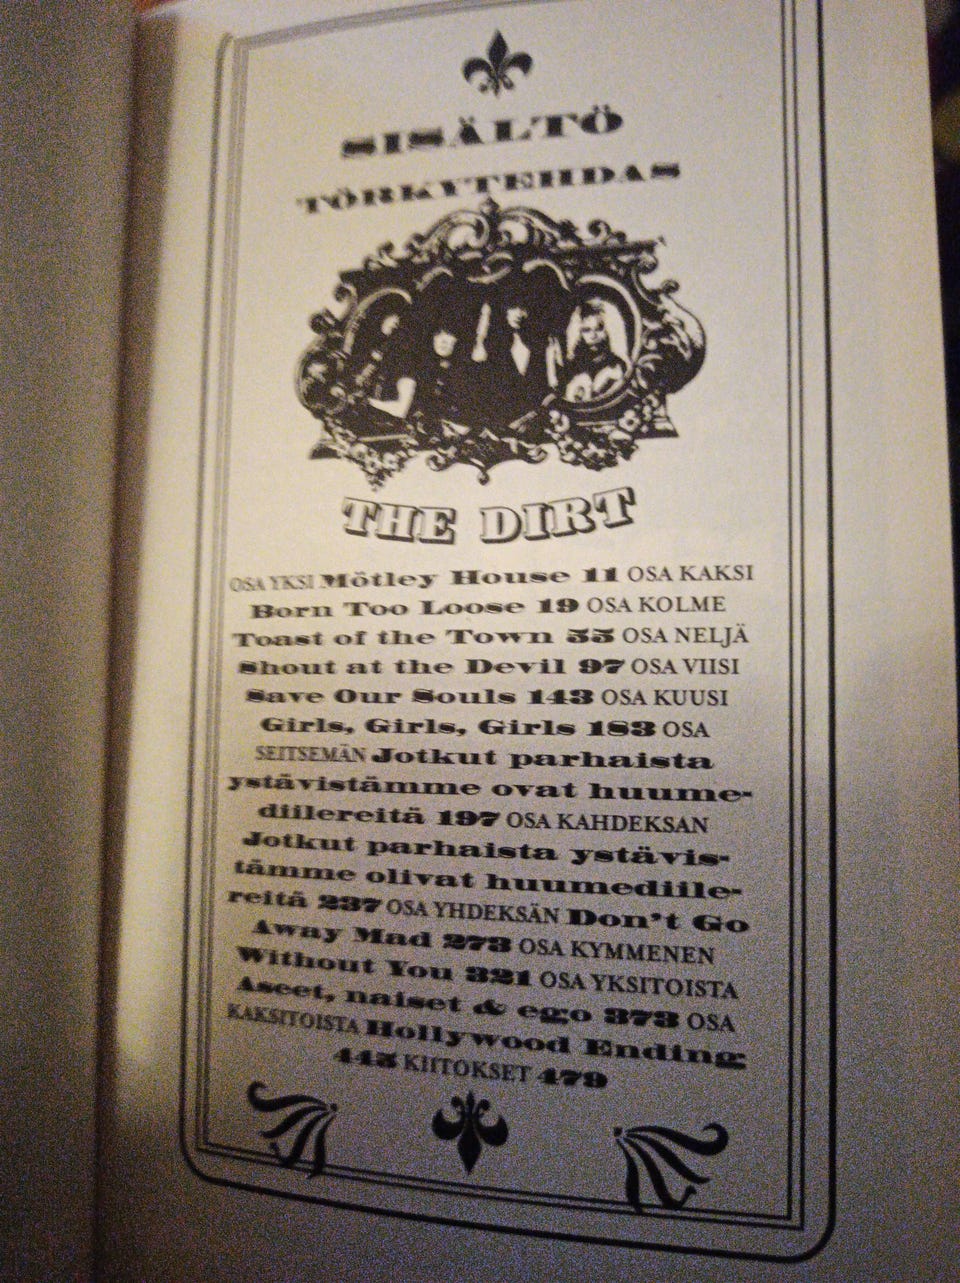 SISÄLTÖ
TÖRKYTEHDAS
THE DIRT
OSA YKSI Mötley House 11 OSA KAKSI
Born Too Loose 19 OSA KOLME
Toast of the Town 55 OSA NELJÄ
Shout at the Devil 97 OSA VIISI
Save Our Souls 143 OSA KUUSI
Girls, Girls, Girls 183 OSA
SEITSEMÄN Jotkut parhaista
ystävistämme ovat huume-
diilereitä 197 OSA KAHDEKSAN
Jotkut parhaista ystävis-
tämme olivat huumediile-
reitä 237 OSA YHDEKSÄN Don't Go
Away Mad 273 OSA KYMMENEN
Without You 321 OSA YKSITOISTA
Aseet, naiset & ego 373 OSA
KAKSITOISTA Hollywood Ending
445 KIITOKSET 479